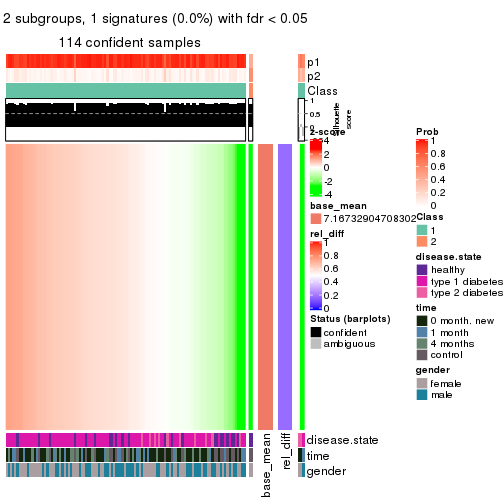 2 subgroups, 1 signatures (0.0%) with fdr < 0.05
114 confident samples
p1
p2
Class
1
0.5
0
Silhouette
score
z-score
4
2
0
-2
-4
base_mean
7.16732904708302
rel_diff
1
0.8
0.6
0.4
0.2
0
Status (barplots)
confident
ambiguous
Prob
1
0.8
0.6
0.4
0.2
0
Class
1
2
disease.state
healthy
type 1 diabetes
type 2 diabetes
time
0 month. new
1 month
4 months
control
gender
female
male
disease.state
time
gender
base_mean
rel_diff